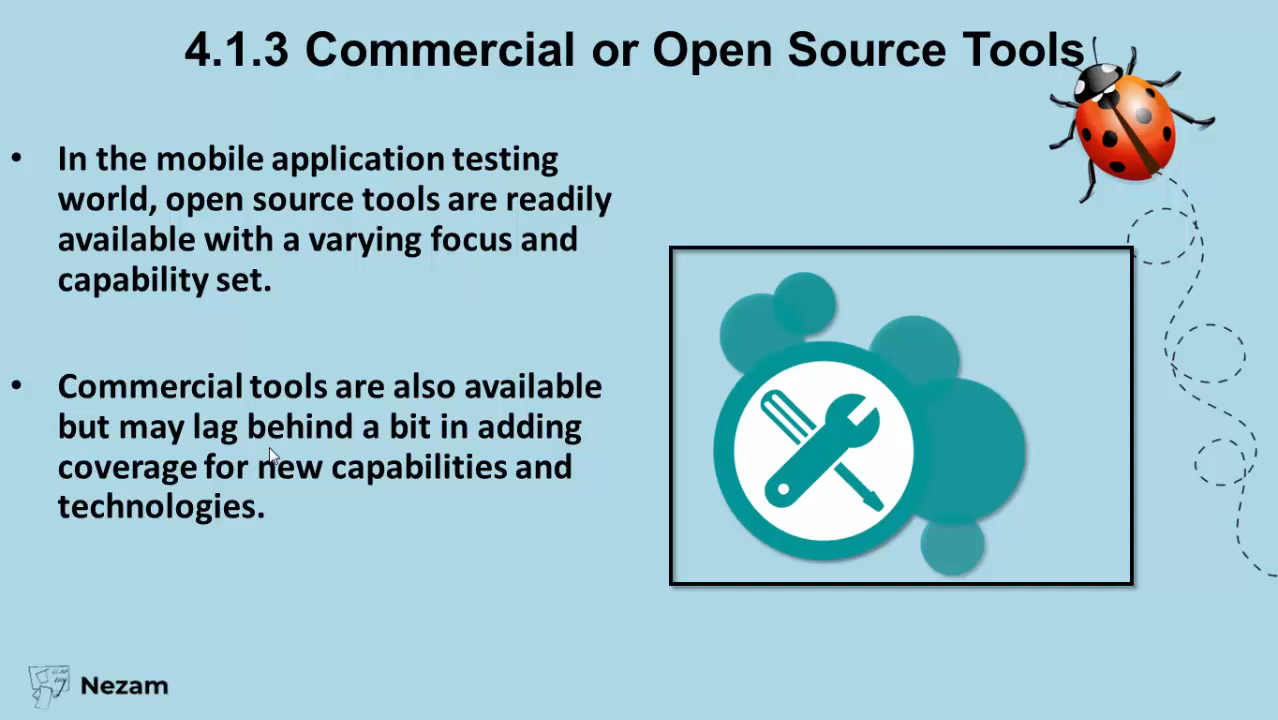 4.1.3 Commercial or Open Source Tools
• In the mobile application testing
world, open source tools are readily
available with a varying focus and
capability set.
• Commercial tools are also available
but may lag behind a bit in adding
coverage for new capabilities and
technologies.
Nezam